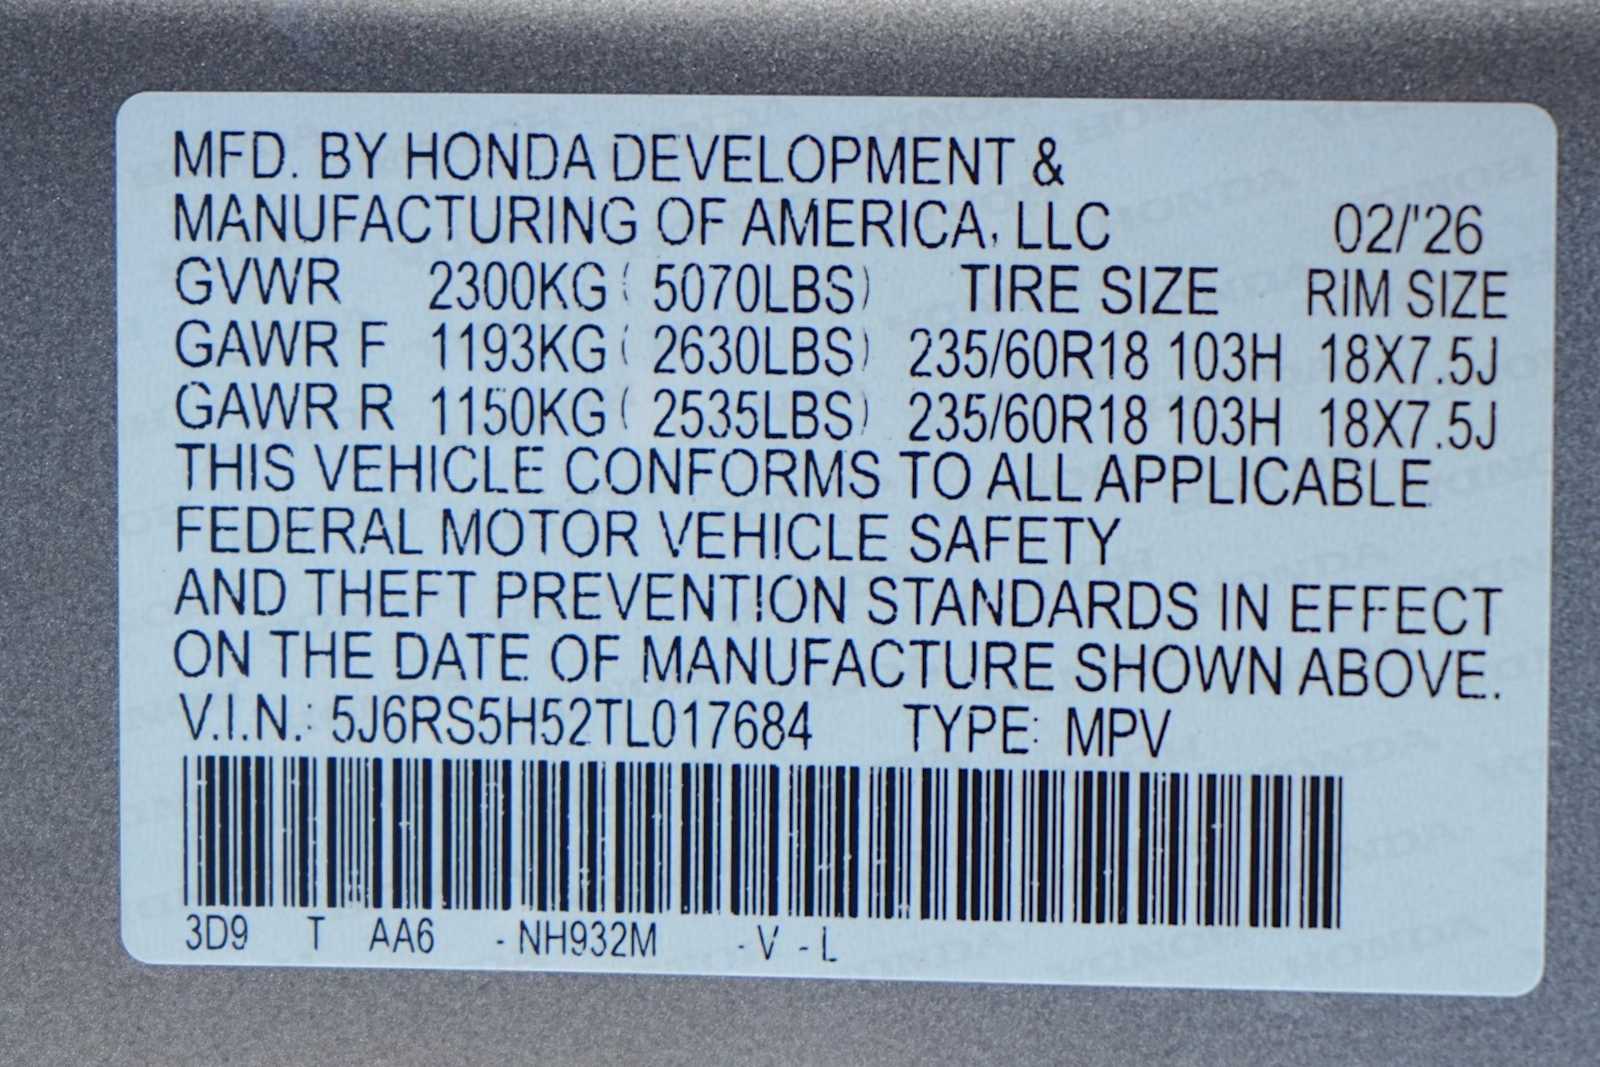 MFD. BY HONDA DEVELOPMENT &
MANUFACTURING OF AMERICA, LLC 02/'26
GVWR 2300KG ( 5070LBS) TIRE SIZE RIM SIZE
GAWR F 1193KG ( 2630LBS) 235/60R18 103H 18X7.5J
GAWR R 1150KG ( 2535LBS) 235/60R18 103H 18X7.5J
THIS VEHICLE CONFORMS TO ALL APPLICABLE
FEDERAL MOTOR VEHICLE SAFETY
AND THEFT PREVENTION STANDARDS IN EFFECT
ON THE DATE OF MANUFACTURE SHOWN ABOVE.
V.I.N.: 5J6RS5H52TL017684 TYPE: MPV
3D9 T AA6 - NH932M - V - L